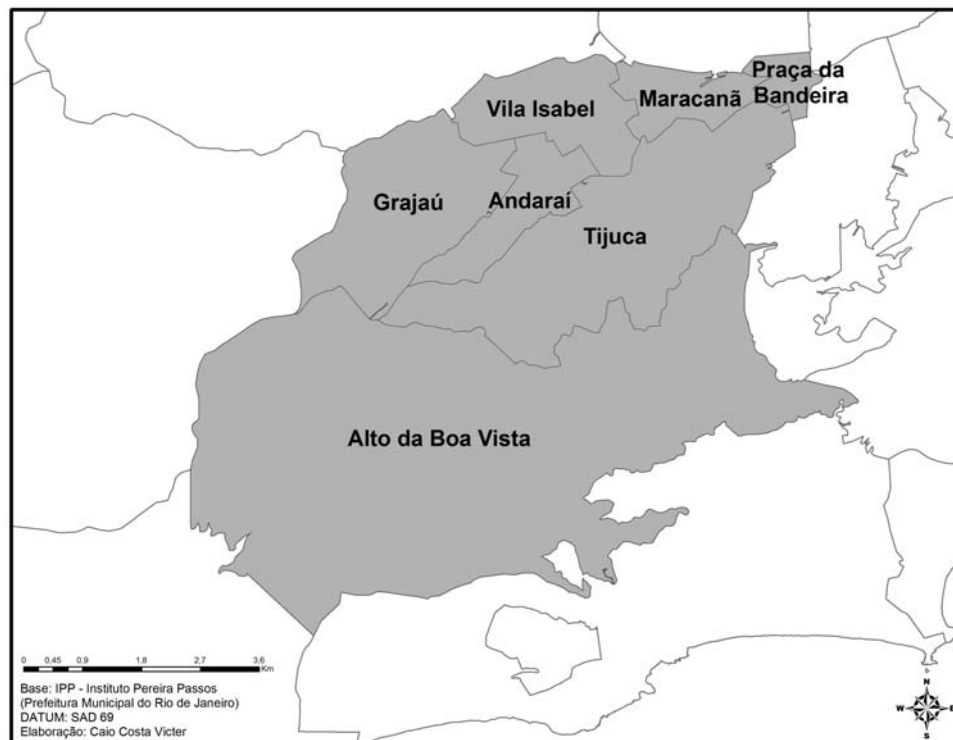 Praça da
Bandeira
Maracanã
Vila Isabel
Grajaú
Andaraí
Tijuca
Alto da Boa Vista
0 0,45 0,9 1,8 2,7 3,6
Km
Base: IPP - Instituto Pereira Passos
(Prefeitura Municipal do Rio de Janeiro)
DATUM: SAD 69
Elaboração: Caio Costa Victer
N
W E
S